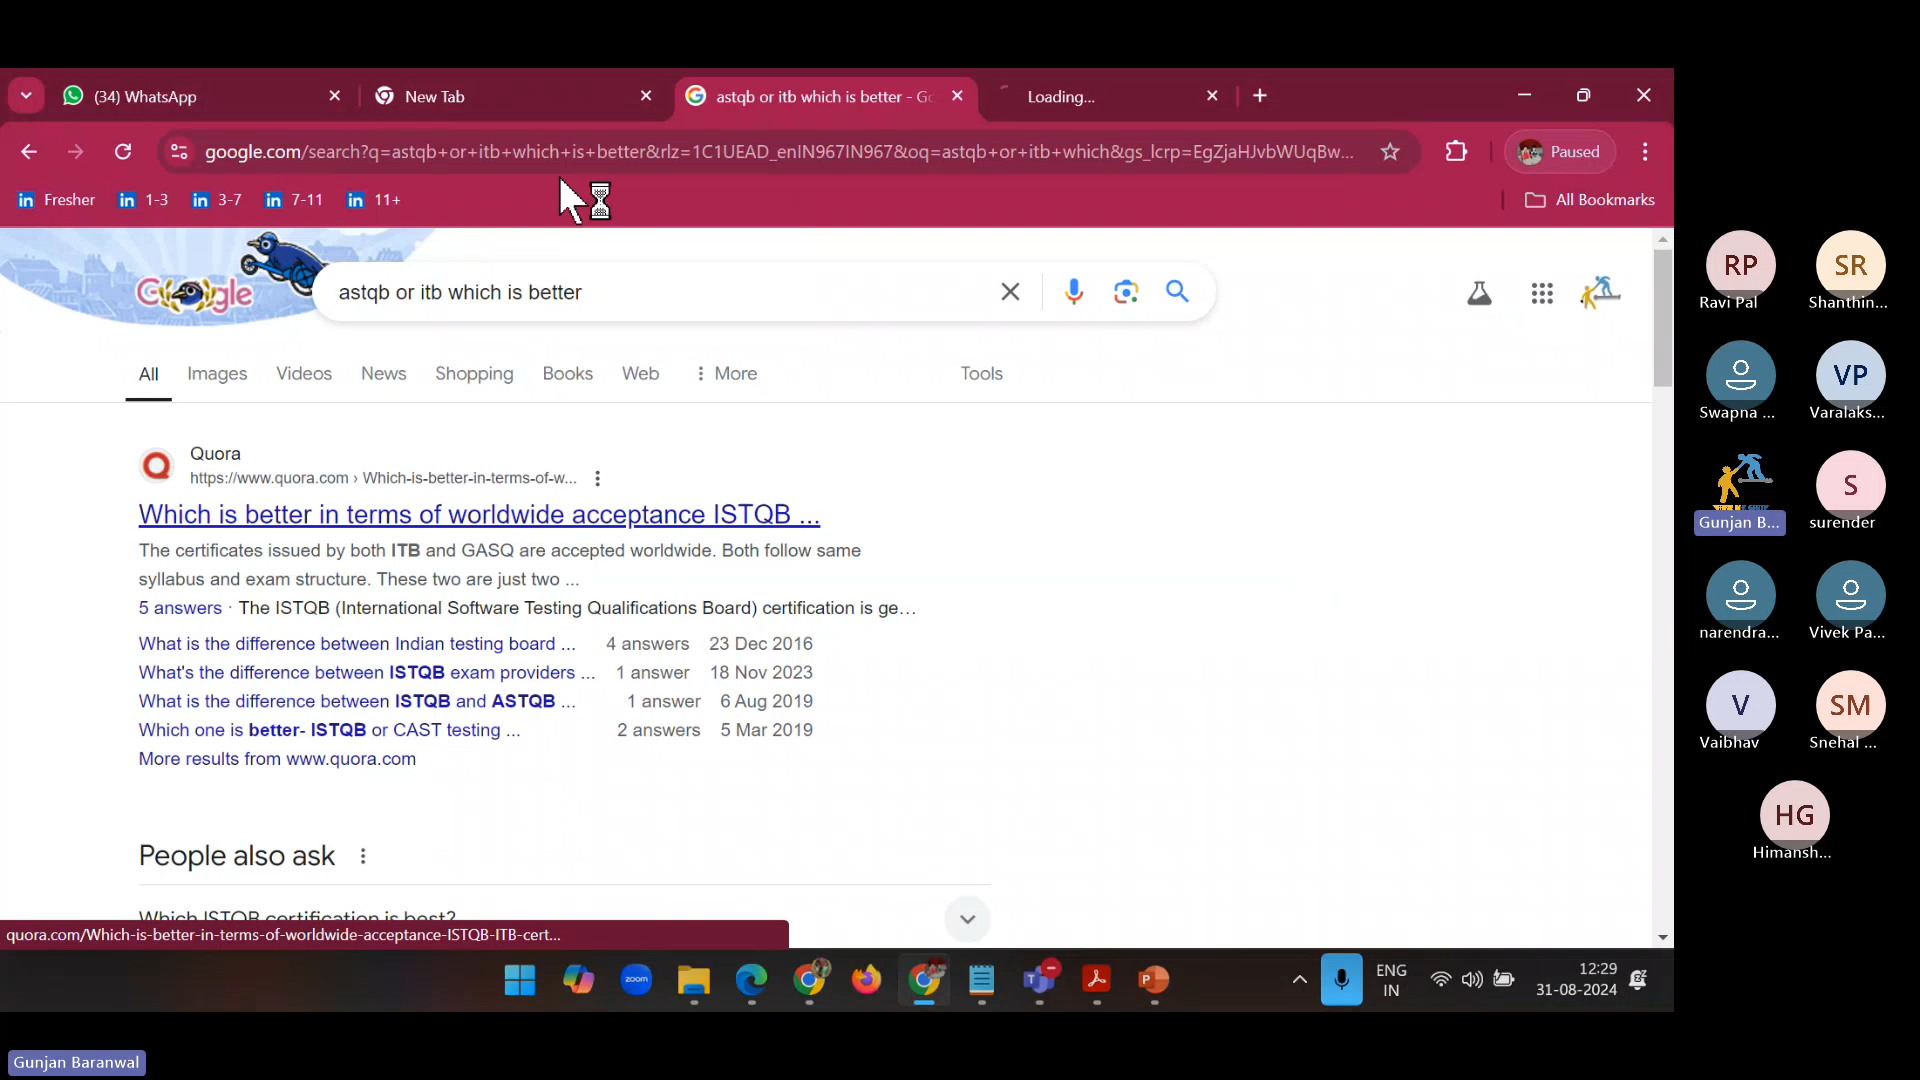 (34) WhatsApp
New Tab
astqb or itb which is better - Go
Loading...
google.com/search?q=astqb+or+itb+which+is+better&rlz=1C1UEAD_enIN967IN967&oq=astqb+or+itb+which&gs_lcrp=EgZjaHJvbWUqBw...
Paused
Fresher
1-3
3-7
7-11
11+
All Bookmarks
Google
astqb or itb which is better
All
Images
Videos
News
Shopping
Books
Web
More
Tools
Quora
https://www.quora.com › Which-is-better-in-terms-of-w...
Which is better in terms of worldwide acceptance ISTQB ...
The certificates issued by both ITB and GASQ are accepted worldwide. Both follow same
syllabus and exam structure. These two are just two ...
5 answers · The ISTQB (International Software Testing Qualifications Board) certification is ge...
What is the difference between Indian testing board ... 4 answers 23 Dec 2016
What's the difference between ISTQB exam providers ... 1 answer 18 Nov 2023
What is the difference between ISTQB and ASTQB ... 1 answer 6 Aug 2019
Which one is better- ISTQB or CAST testing ... 2 answers 5 Mar 2019
More results from www.quora.com
People also ask
Which ISTQB certification is best?
quora.com/Which-is-better-in-terms-of-worldwide-acceptance-ISTQB-ITB-cert...
zoom
ENG
IN
12:29
31-08-2024
RP
Ravi Pal
SR
Shanthin...
Swapna ...
VP
Varalaks...
Gunjan B...
S
surender
narendra...
Vivek Pa...
V
Vaibhav
SM
Snehal ...
HG
Himansh...
Gunjan Baranwal